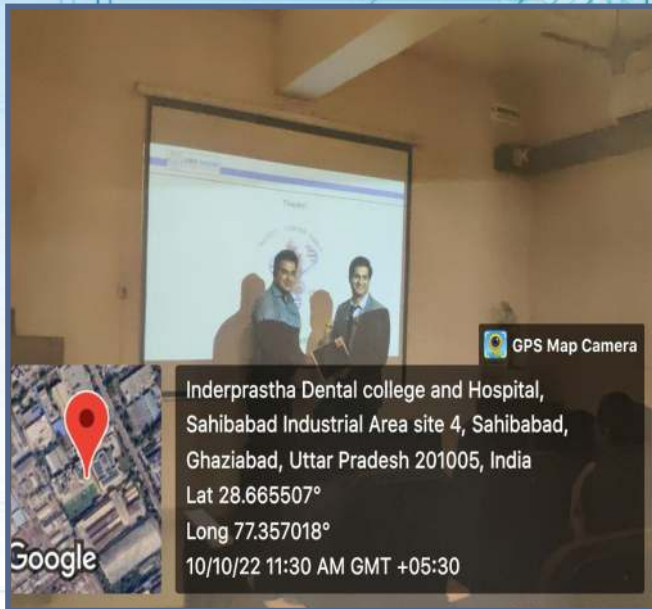 GPS Map Camera
Inderprastha Dental college and Hospital,
Sahibabad Industrial Area site 4, Sahibabad,
Ghaziabad, Uttar Pradesh 201005, India
Lat 28.665507°
Long 77.357018°
10/10/22 11:30 AM GMT +05:30
Google